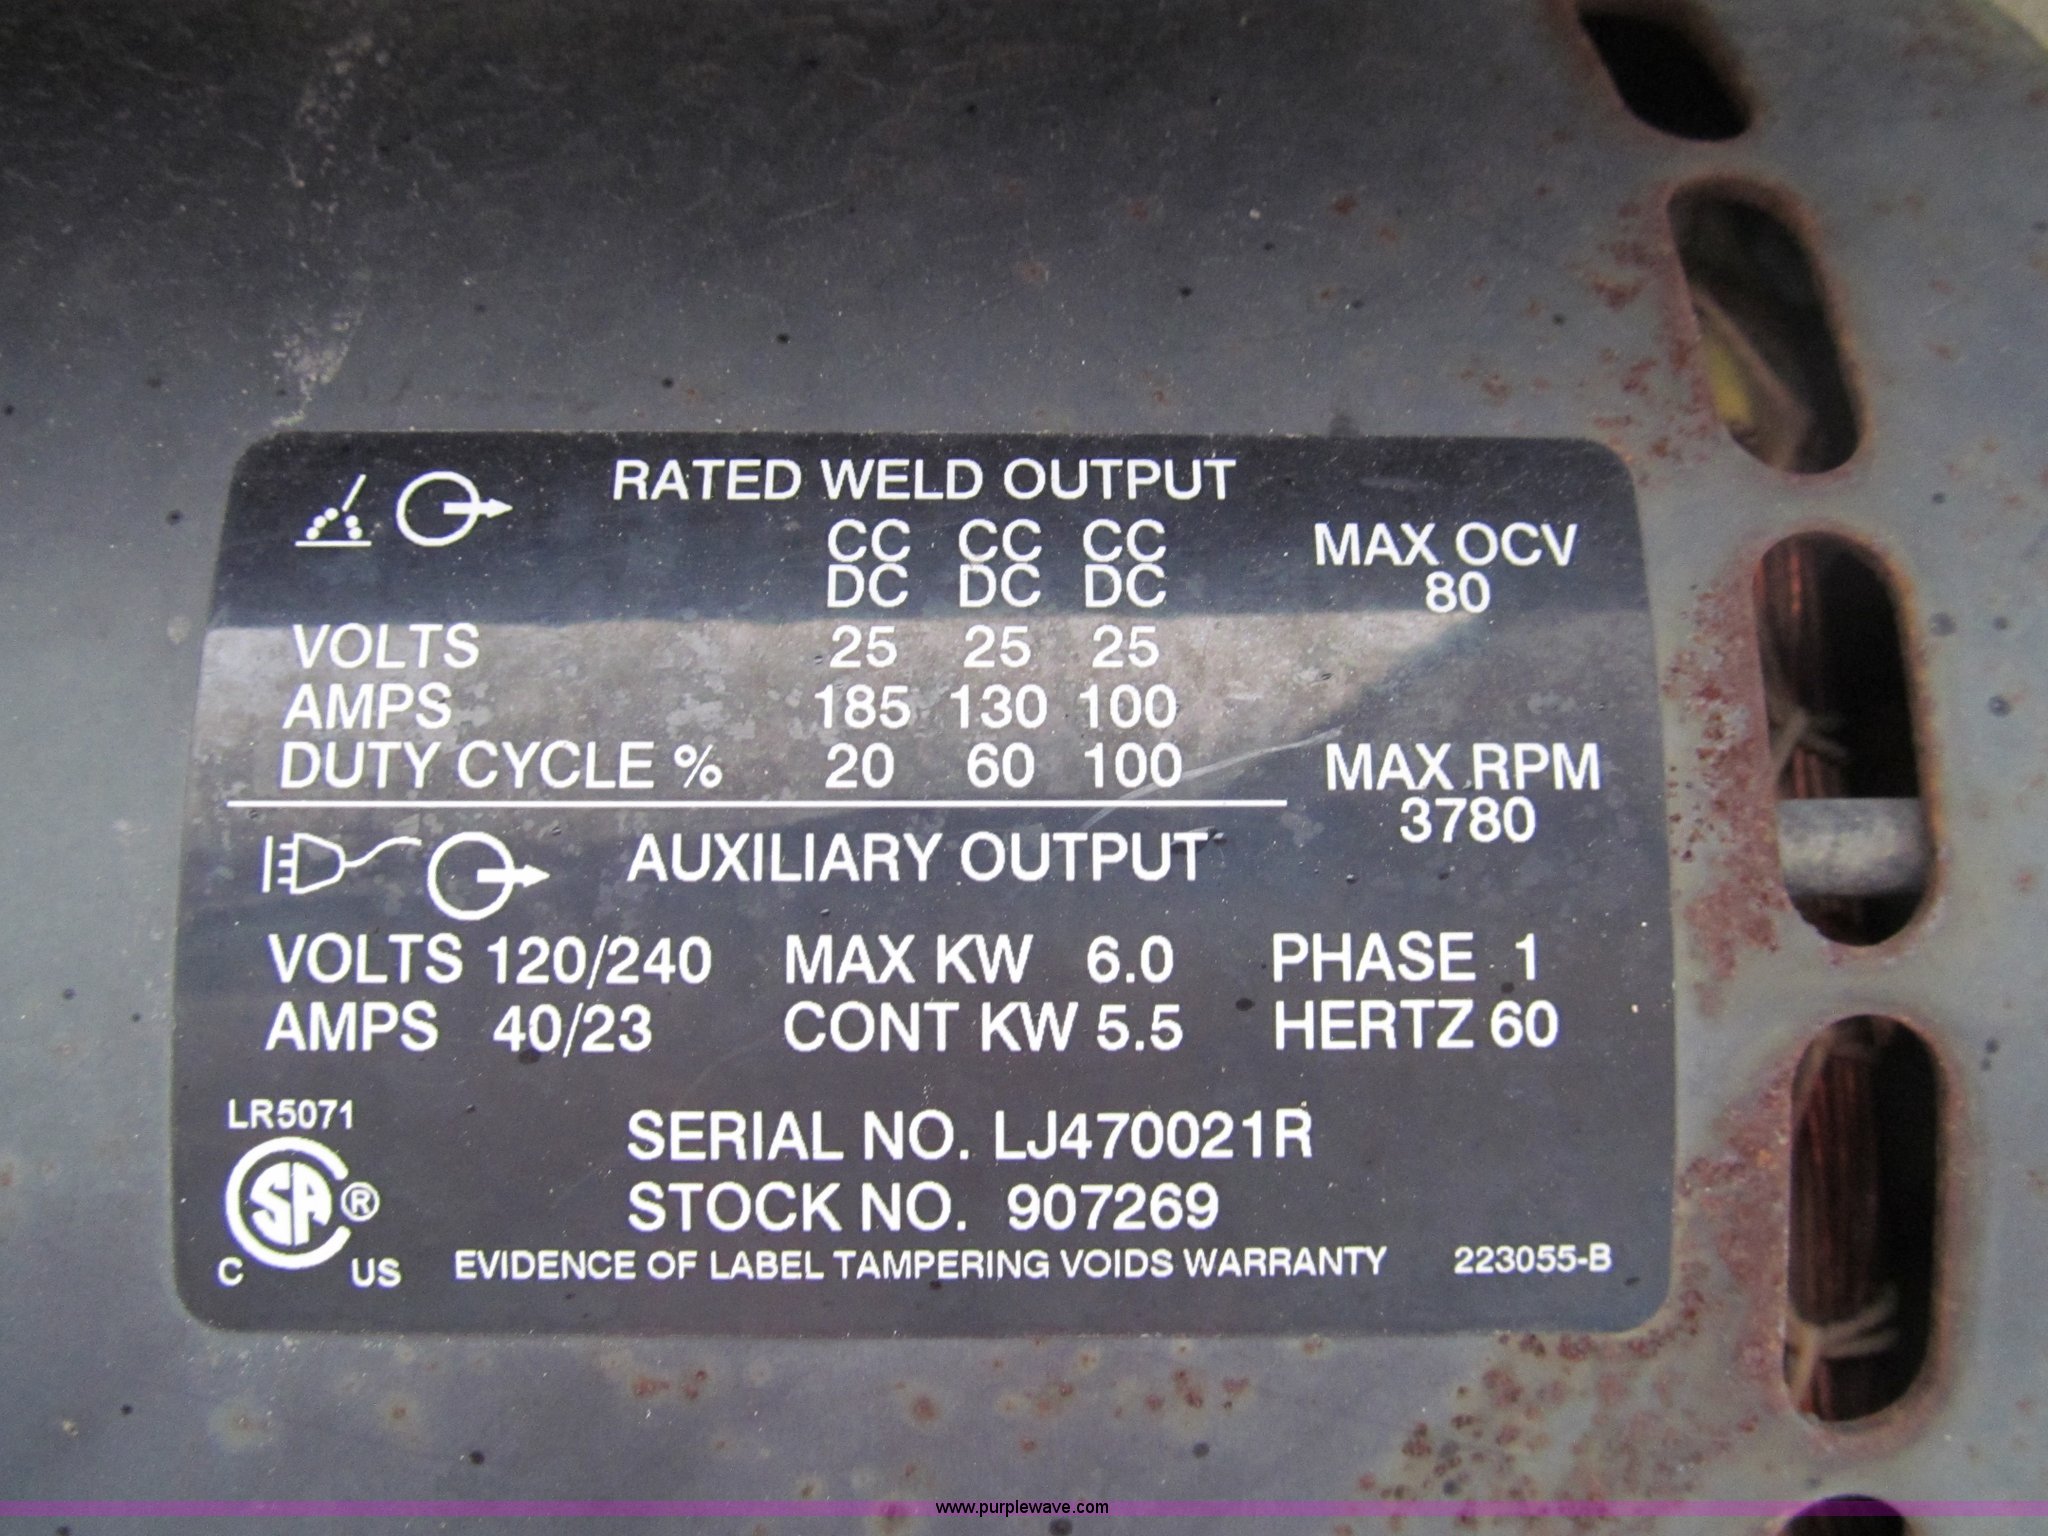 RATED WELD OUTPUT
CC CC CC
DC DC DC
MAX OCV
80
VOLTS 25 25 25
AMPS 185 130 100
DUTY CYCLE % 20 60 100
MAX RPM
3780
AUXILIARY OUTPUT
VOLTS 120/240 MAX KW 6.0 PHASE 1
AMPS 40/23 CONT KW 5.5 HERTZ 60
LR5071
SA ®
C US
SERIAL NO. LJ470021R
STOCK NO. 907269
EVIDENCE OF LABEL TAMPERING VOIDS WARRANTY 223055-B
www.purplewave.com